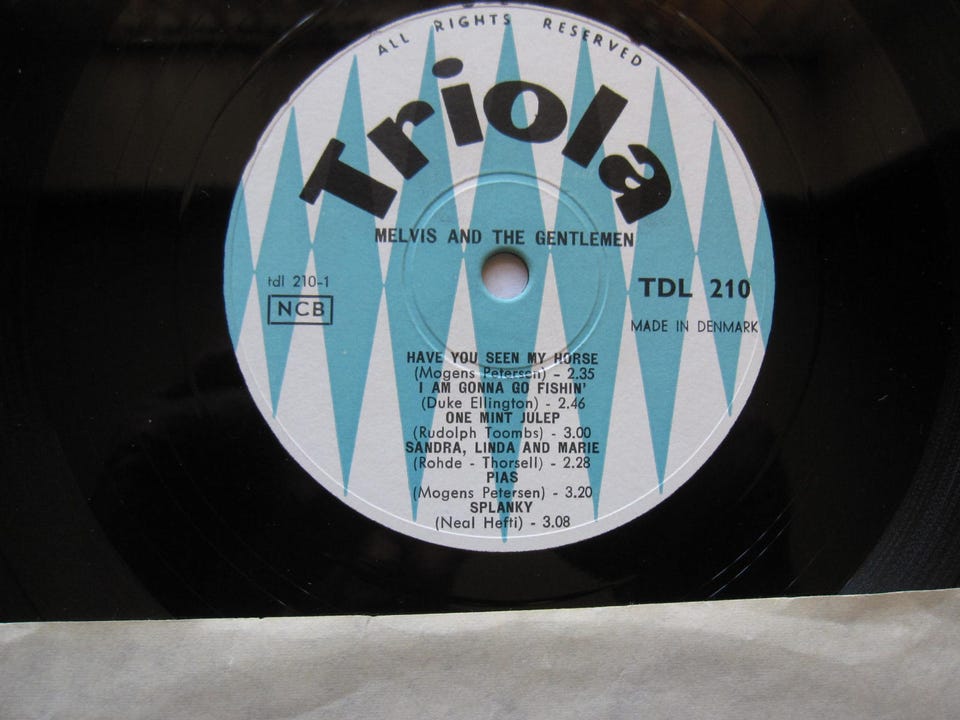 ALL RIGHTS RESERVED
Triola
MELVIS AND THE GENTLEMEN
tdl 210-1
NCB
TDL 210
MADE IN DENMARK
HAVE YOU SEEN MY HORSE
(Mogens Petersen) - 2.35
I AM GONNA GO FISHIN'
(Duke Ellington) - 2.46
ONE MINT JULEP
(Rudolph Toombs) - 3.00
SANDRA, LINDA AND MARIE
(Rohde - Thorsell) - 2.28
PIAS
(Mogens Petersen) - 3.20
SPLANKY
(Neal Hefti) - 3.08